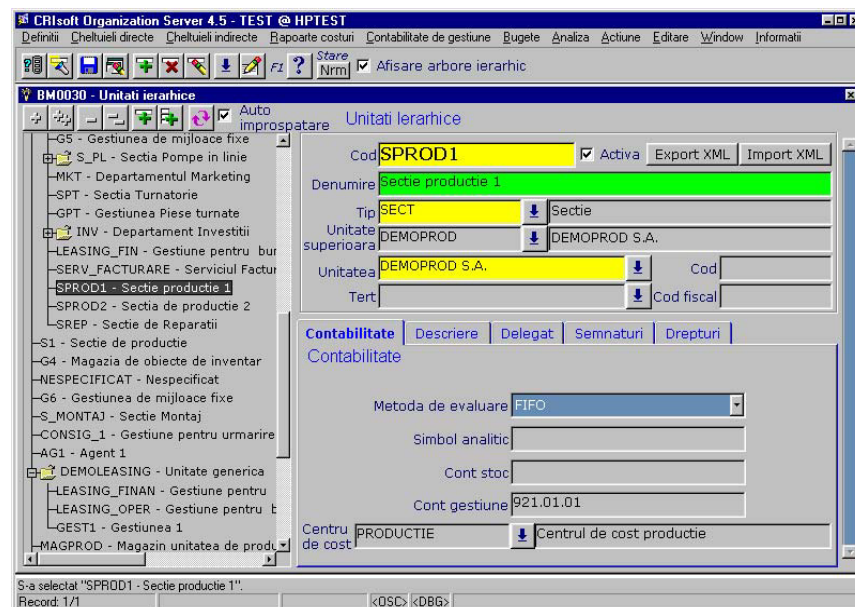 CRIsoft Organization Server 4.5 - TEST @ HPTEST
Definitii Cheltuieli directe Cheltuieli indirecte Rapoarte costuri Contabilitate de gestiune Bugete Analiza Actiune Editare Window Informatii
F1 ? Stare Nrm Afisare arbore ierarhic
BM0030 - Unitati ierarhice
Auto improspatare
Unitati Ierarhice
G5 - Gestiunea de mijloace fixe
S_PL - Sectia Pompe in linie
MKT - Departamentul Marketing
SPT - Sectia Turnatorie
GPT - Gestiunea Piese turnate
INV - Departament Investitii
LEASING_FIN - Gestiune pentru bur
SERV_FACTURARE - Serviciul Factur
SPROD1 - Sectie productie 1
SPROD2 - Sectia de productie 2
SREP - Sectie de Reparatii
S1 - Sectie de productie
G4 - Magazia de obiecte de inventar
NESPECIFICAT - Nespecificat
G6 - Gestiunea de mijloace fixe
S_MONTAJ - Sectie Montaj
CONSIG_1 - Gestiune pentru urmarire
AG1 - Agent 1
DEMOLEASING - Unitate generica
LEASING_FINAN - Gestiune pentru
LEASING_OPER - Gestiune pentru
GEST1 - Gestiunea 1
MAGPROD - Magazin unitatea de produ
Cod SPROD1 Activa Export XML Import XML
Denumire Sectie productie 1
Tip SECT Sectie
Unitate superioara DEMOPROD DEMOPROD S.A.
Unitatea DEMOPROD S.A. Cod
Tert Cod fiscal
Contabilitate Descriere Delegat Semnaturi Drepturi
Contabilitate
Metoda de evaluare FIFO
Simbol analitic
Cont stoc
Cont gestiune 921.01.01
Centru de cost PRODUCTIE Centrul de cost productie
S-a selectat "SPROD1 - Sectie productie 1".
Record: 1/1 <OSC> <DBG>